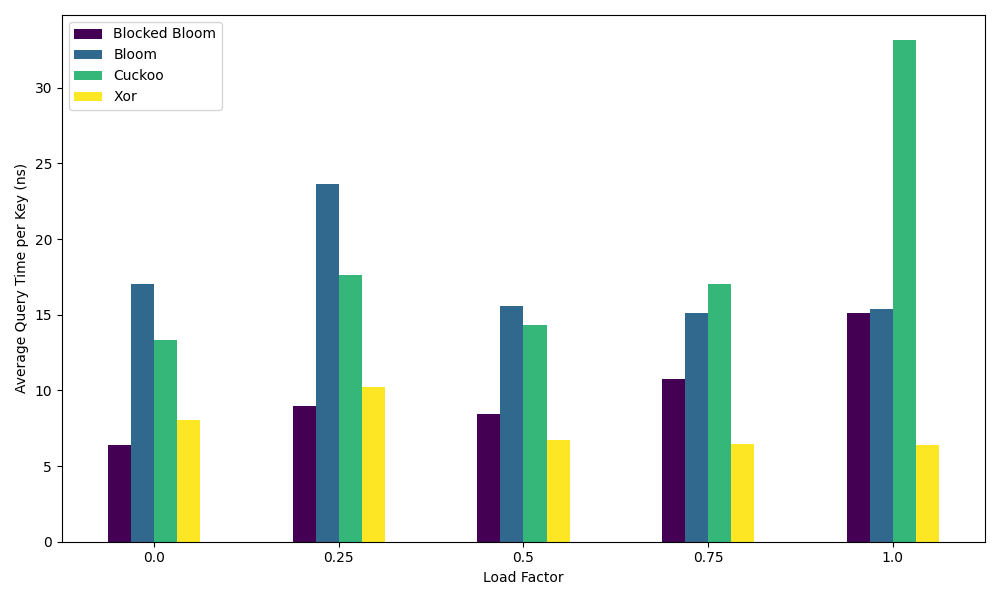 Blocked Bloom
Bloom
Cuckoo
Xor
30
25
20
15
10
5
0
Average Query Time per Key (ns)
0.0
0.25
0.5
0.75
1.0
Load Factor